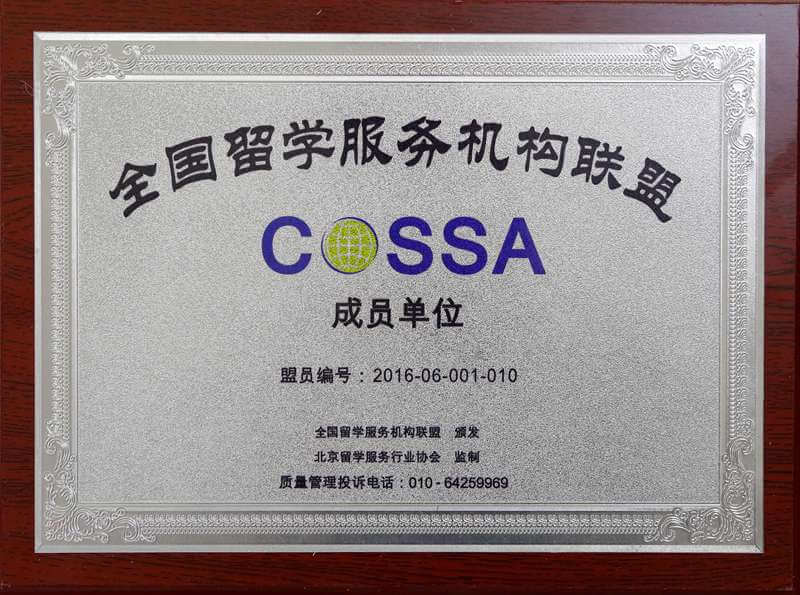 全国留学服务机构联盟
COSSA
成员单位
盟员编号：2016-06-001-010
全国留学服务机构联盟 颁发
北京留学服务行业协会 监制
质量管理投诉电话：010 - 64259969